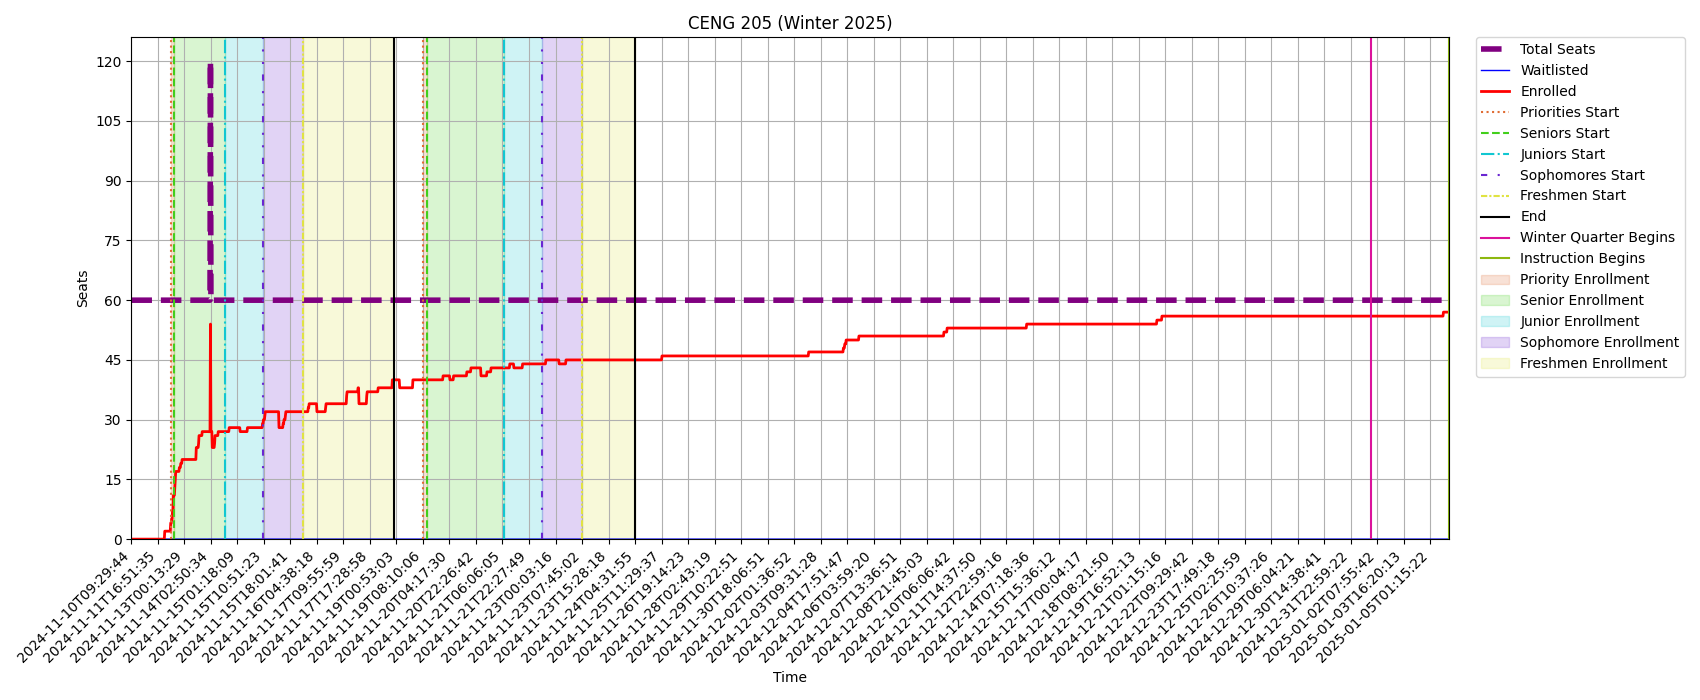 CENG 205 (Winter 2025)
Seats
120
105
90
75
60
45
30
15
0
2024-11-10T09:29:44
2024-11-11T16:51:35
2024-11-13T00:13:29
2024-11-14T02:50:34
2024-11-15T01:18:09
2024-11-15T10:51:23
2024-11-15T18:01:41
2024-11-16T04:38:18
2024-11-17T09:55:59
2024-11-17T17:28:58
2024-11-19T00:53:03
2024-11-19T08:10:06
2024-11-20T04:17:30
2024-11-20T22:26:42
2024-11-21T06:06:05
2024-11-21T22:27:49
2024-11-23T00:03:16
2024-11-23T07:45:02
2024-11-23T15:28:18
2024-11-24T04:31:55
2024-11-25T11:29:37
2024-11-26T19:14:23
2024-11-28T02:43:19
2024-11-29T10:22:51
2024-11-30T18:06:51
2024-12-02T01:36:52
2024-12-03T09:31:28
2024-12-04T17:51:47
2024-12-06T03:59:20
2024-12-07T13:36:51
2024-12-08T21:45:03
2024-12-10T06:06:42
2024-12-11T14:37:50
2024-12-12T22:59:16
2024-12-14T07:18:36
2024-12-15T15:36:12
2024-12-17T00:04:17
2024-12-18T08:21:50
2024-12-19T16:52:13
2024-12-21T01:15:16
2024-12-22T09:29:42
2024-12-23T17:49:18
2024-12-25T02:25:59
2024-12-26T10:37:26
2024-12-29T06:04:21
2024-12-30T14:38:41
2024-12-31T22:59:22
2025-01-02T07:55:42
2025-01-03T16:20:13
2025-01-05T01:15:22
Time
Total Seats
Waitlisted
Enrolled
Priorities Start
Seniors Start
Juniors Start
Sophomores Start
Freshmen Start
End
Winter Quarter Begins
Instruction Begins
Priority Enrollment
Senior Enrollment
Junior Enrollment
Sophomore Enrollment
Freshmen Enrollment